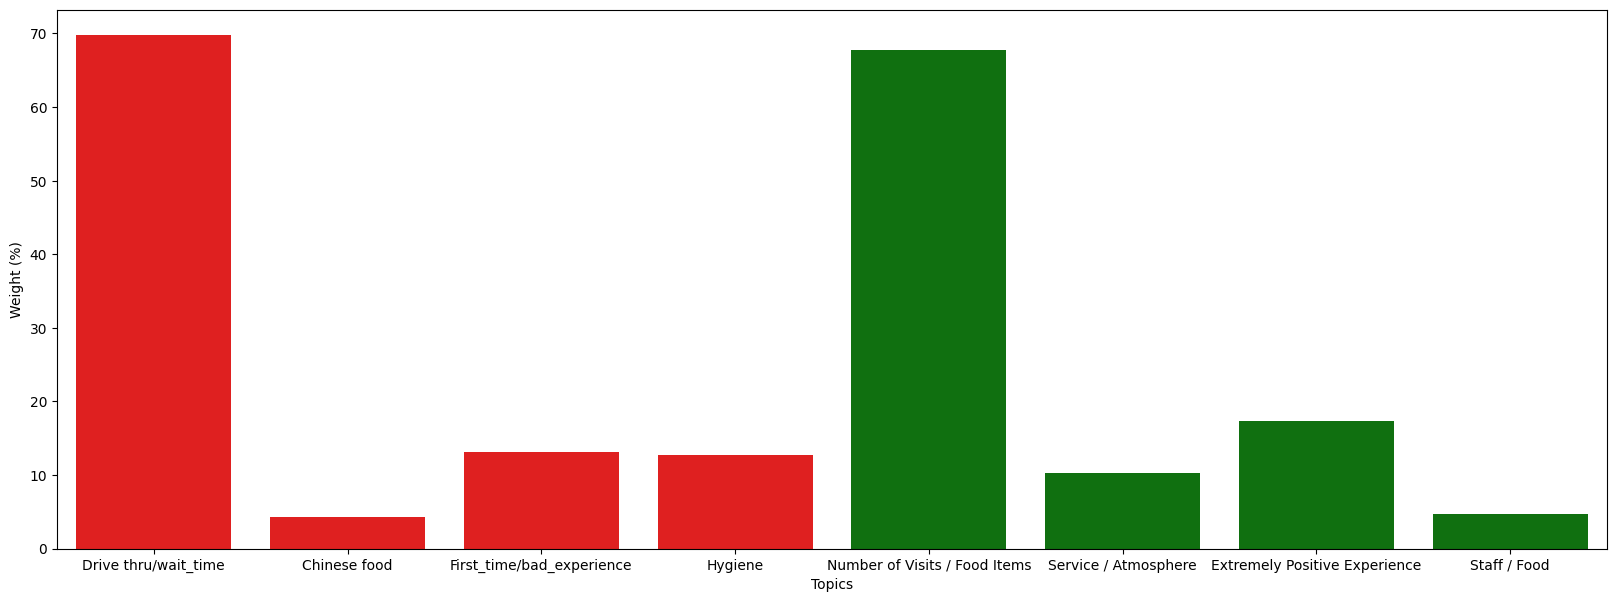 Weight (%)
70
60
50
40
30
20
10
0
Drive thru/wait_time
Chinese food
First_time/bad_experience
Hygiene
Number of Visits / Food Items
Service / Atmosphere
Extremely Positive Experience
Staff / Food
Topics